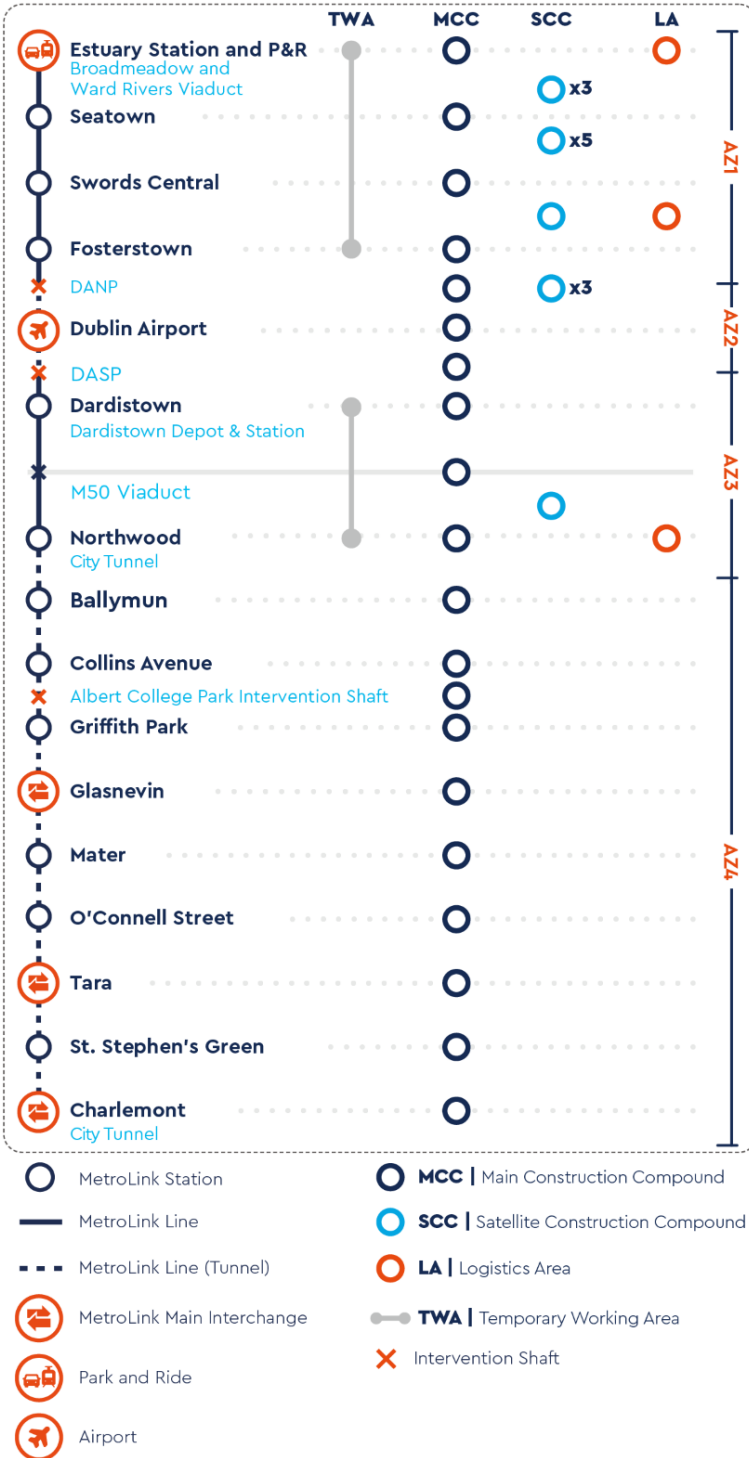 TWA MCC SCC LA
Estuary Station and P&R
Broadmeadow and
Ward Rivers Viaduct
x3
Seatown
x5
AZ1
Swords Central
Fosterstown
DANP
x3
Dublin Airport
AZ2
DASP
Dardistown
Dardistown Depot & Station
AZ3
M50 Viaduct
Northwood
City Tunnel
Ballymun
Collins Avenue
Albert College Park Intervention Shaft
Griffith Park
Glasnevin
Mater
AZ4
O'Connell Street
Tara
St. Stephen's Green
Charlemont
City Tunnel
MetroLink Station
MetroLink Line
MetroLink Line (Tunnel)
MetroLink Main Interchange
Park and Ride
Airport
MCC | Main Construction Compound
SCC | Satellite Construction Compound
LA | Logistics Area
TWA | Temporary Working Area
Intervention Shaft